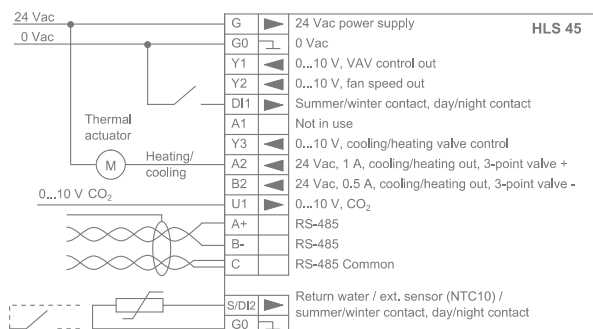 24 Vac G 24 Vac power supply HLS 45
0 Vac G0 0 Vac
Y1 0...10 V, VAV control out
Y2 0...10 V, fan speed out
DI1 Summer/winter contact, day/night contact
Thermal
actuator
A1 Not in use
Y3 0...10 V, cooling/heating valve control
M Heating/
cooling
A2 24 Vac, 1 A, cooling/heating out, 3-point valve +
B2 24 Vac, 0.5 A, cooling/heating out, 3-point valve -
0...10 V CO₂ U1 0...10 V, CO₂
A+ RS-485
B- RS-485
C RS-485 Common
S/DI2 Return water / ext. sensor (NTC10) /
summer/winter contact, day/night contact
G0